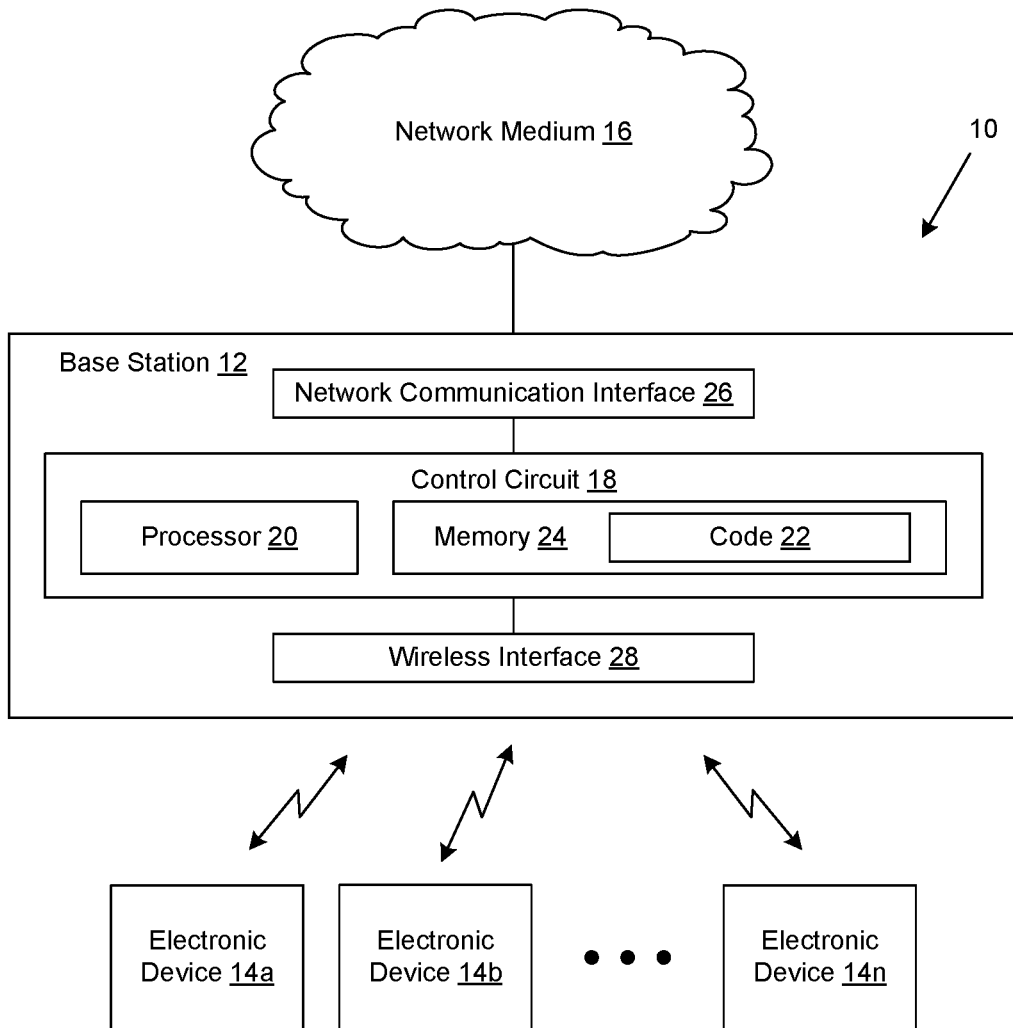 Network Medium 16
10
Base Station 12
Network Communication Interface 26
Control Circuit 18
Processor 20
Memory 24
Code 22
Wireless Interface 28
Electronic
Device 14a
Electronic
Device 14b
Electronic
Device 14n